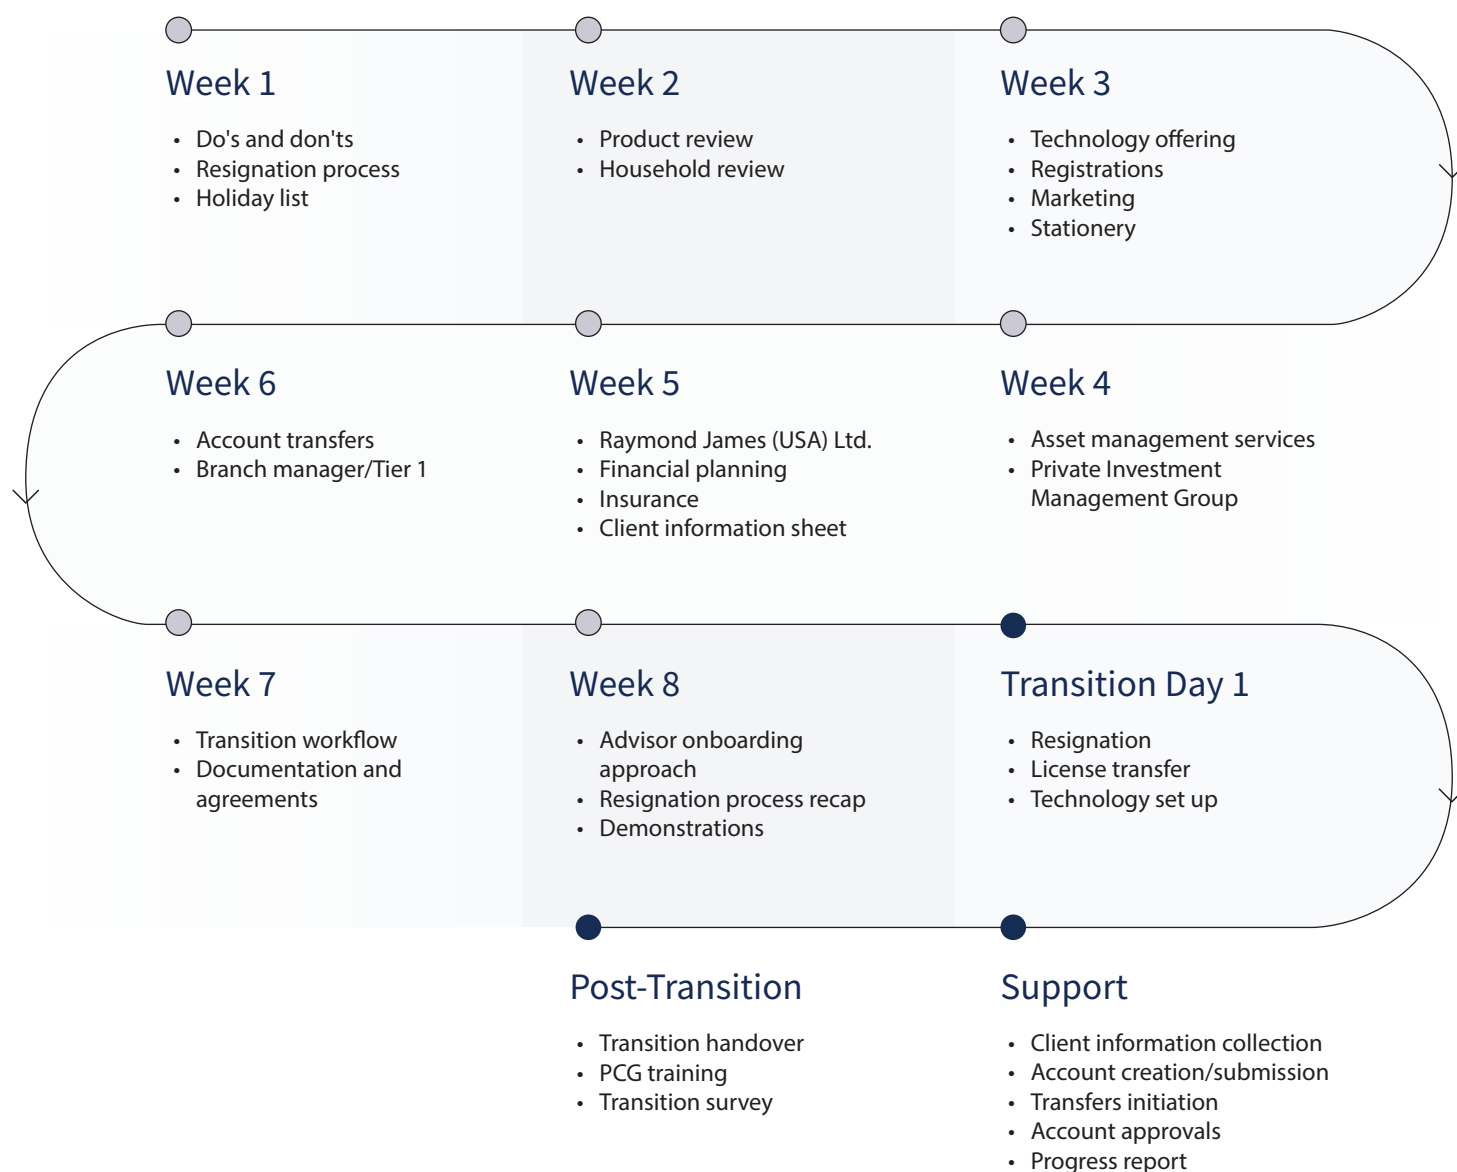 Week 1
• Do's and don'ts
• Resignation process
• Holiday list
Week 2
• Product review
• Household review
Week 3
• Technology offering
• Registrations
• Marketing
• Stationery
Week 4
• Asset management services
• Private Investment
Management Group
Week 5
• Raymond James (USA) Ltd.
• Financial planning
• Insurance
• Client information sheet
Week 6
• Account transfers
• Branch manager/Tier 1
Week 7
• Transition workflow
• Documentation and
agreements
Week 8
• Advisor onboarding
approach
• Resignation process recap
• Demonstrations
Transition Day 1
• Resignation
• License transfer
• Technology set up
Support
• Client information collection
• Account creation/submission
• Transfers initiation
• Account approvals
• Progress report
Post-Transition
• Transition handover
• PCG training
• Transition survey